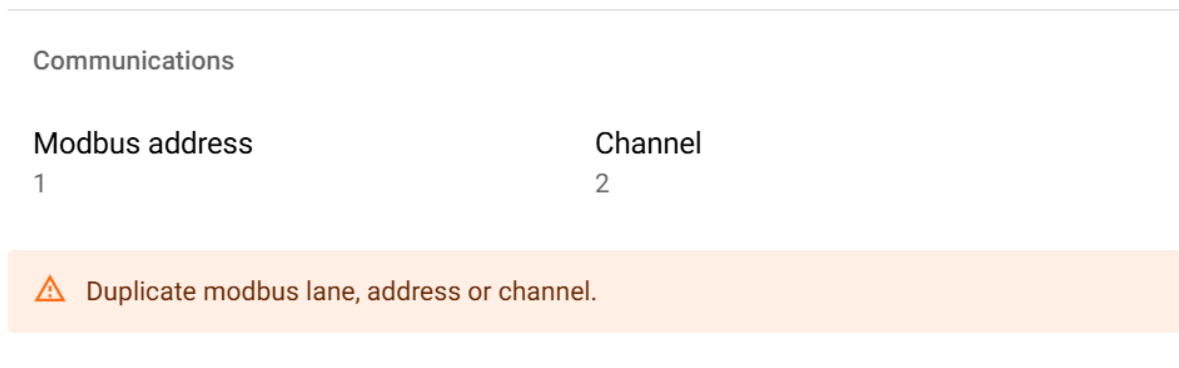 Communications
Modbus address
Channel
1
2
Duplicate modbus lane, address or channel.